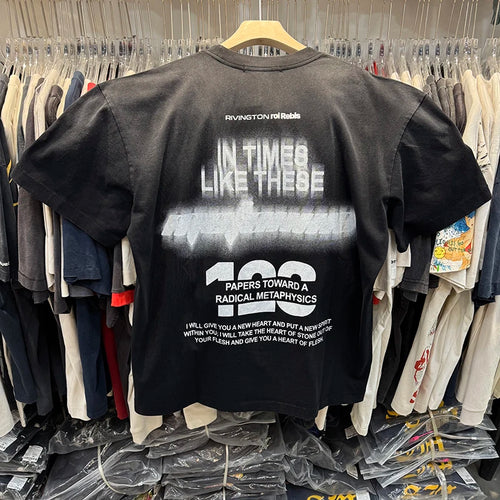 RIVINGTON roi Rebis
IN TIMES
LIKE THESE
123
PAPERS TOWARD A
RADICAL METAPHYSICS
I WILL GIVE YOU A NEW HEART AND PUT A NEW SPIRIT
WITHIN YOU, I WILL TAKE THE HEART OF STONE OUT OF
YOUR FLESH AND GIVE YOU A HEART OF FLESH.